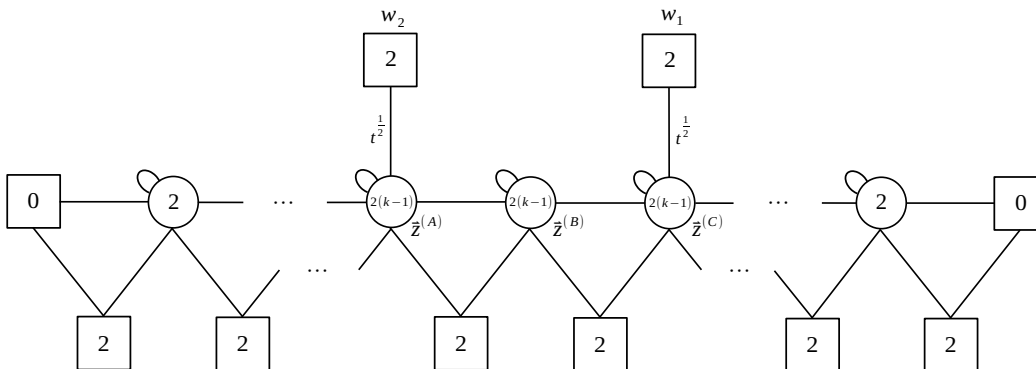 w₂ w₁
2 2
t^{1/2} t^{1/2}
0 2 ... 2(k−1) 2(k−1) 2(k−1) ... 2 0
z⃗^{(A)} z⃗^{(B)} z⃗^{(C)}
... ...
2 2 2 2 2 2